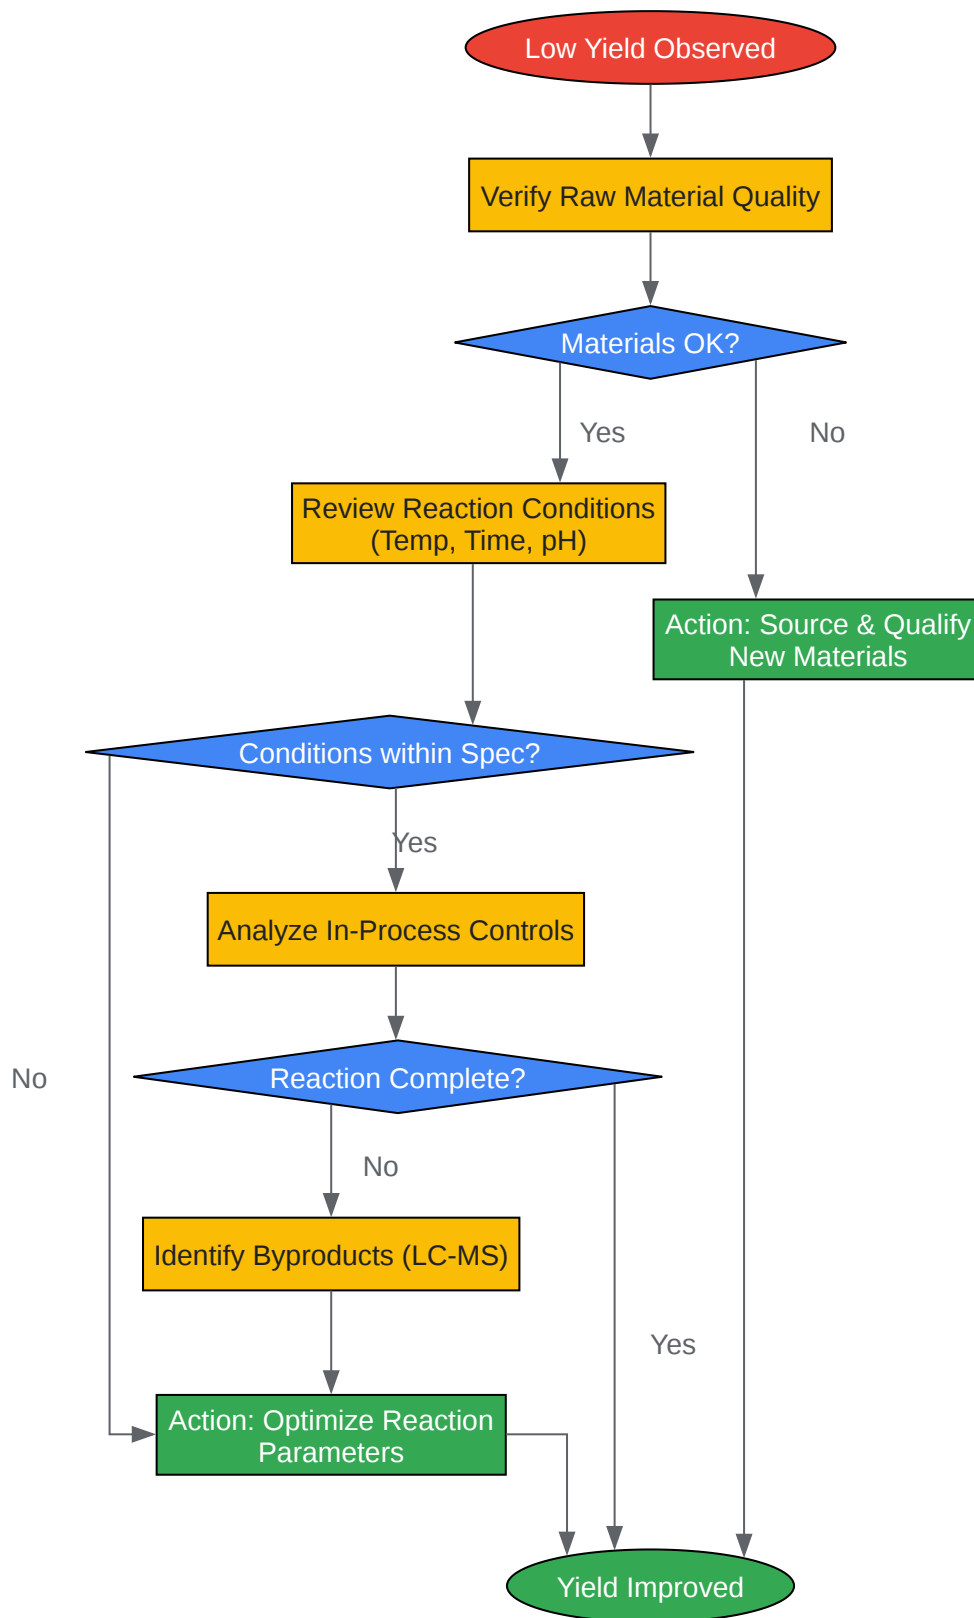 Low Yield Observed
Verify Raw Material Quality
Materials OK?
Yes
No
Review Reaction Conditions
(Temp, Time, pH)
Action: Source & Qualify
New Materials
Conditions within Spec?
Yes
Analyze In-Process Controls
No
Reaction Complete?
No
Identify Byproducts (LC-MS)
Yes
Action: Optimize Reaction
Parameters
Yield Improved